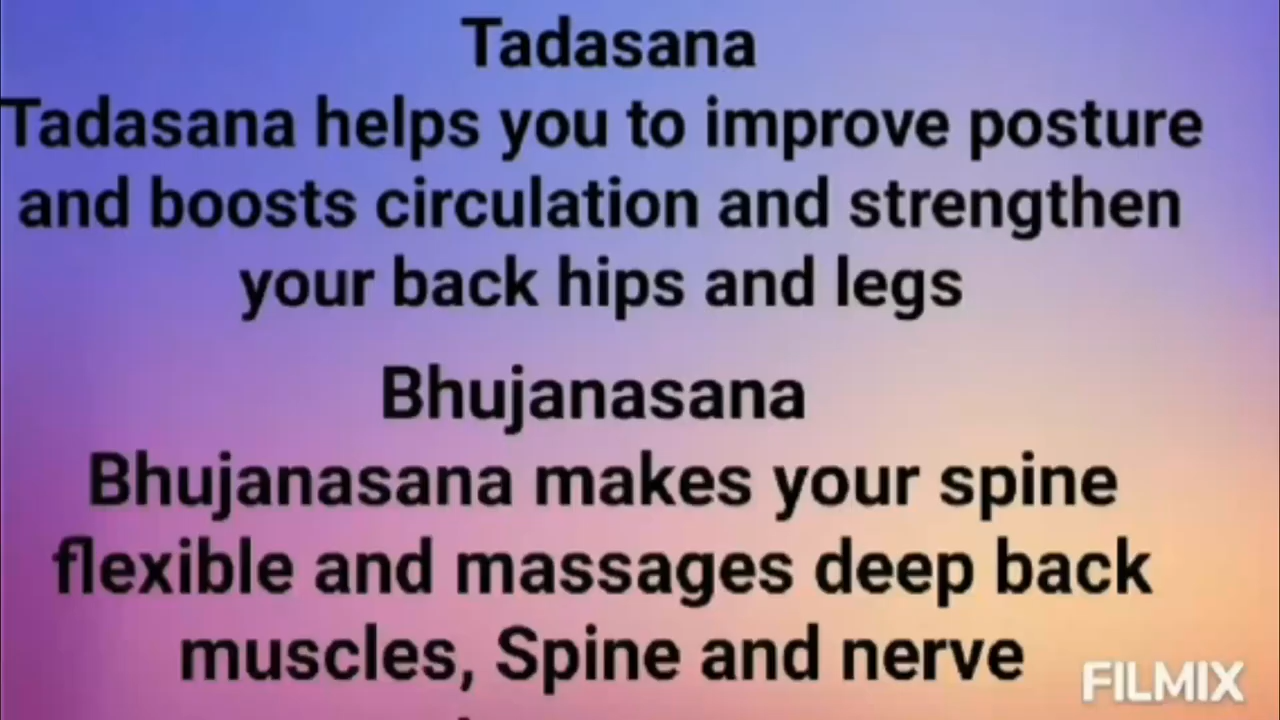 Tadasana
Tadasana helps you to improve posture
and boosts circulation and strengthen
your back hips and legs
Bhujanasana
Bhujanasana makes your spine
flexible and massages deep back
muscles, Spine and nerve
FILMIX